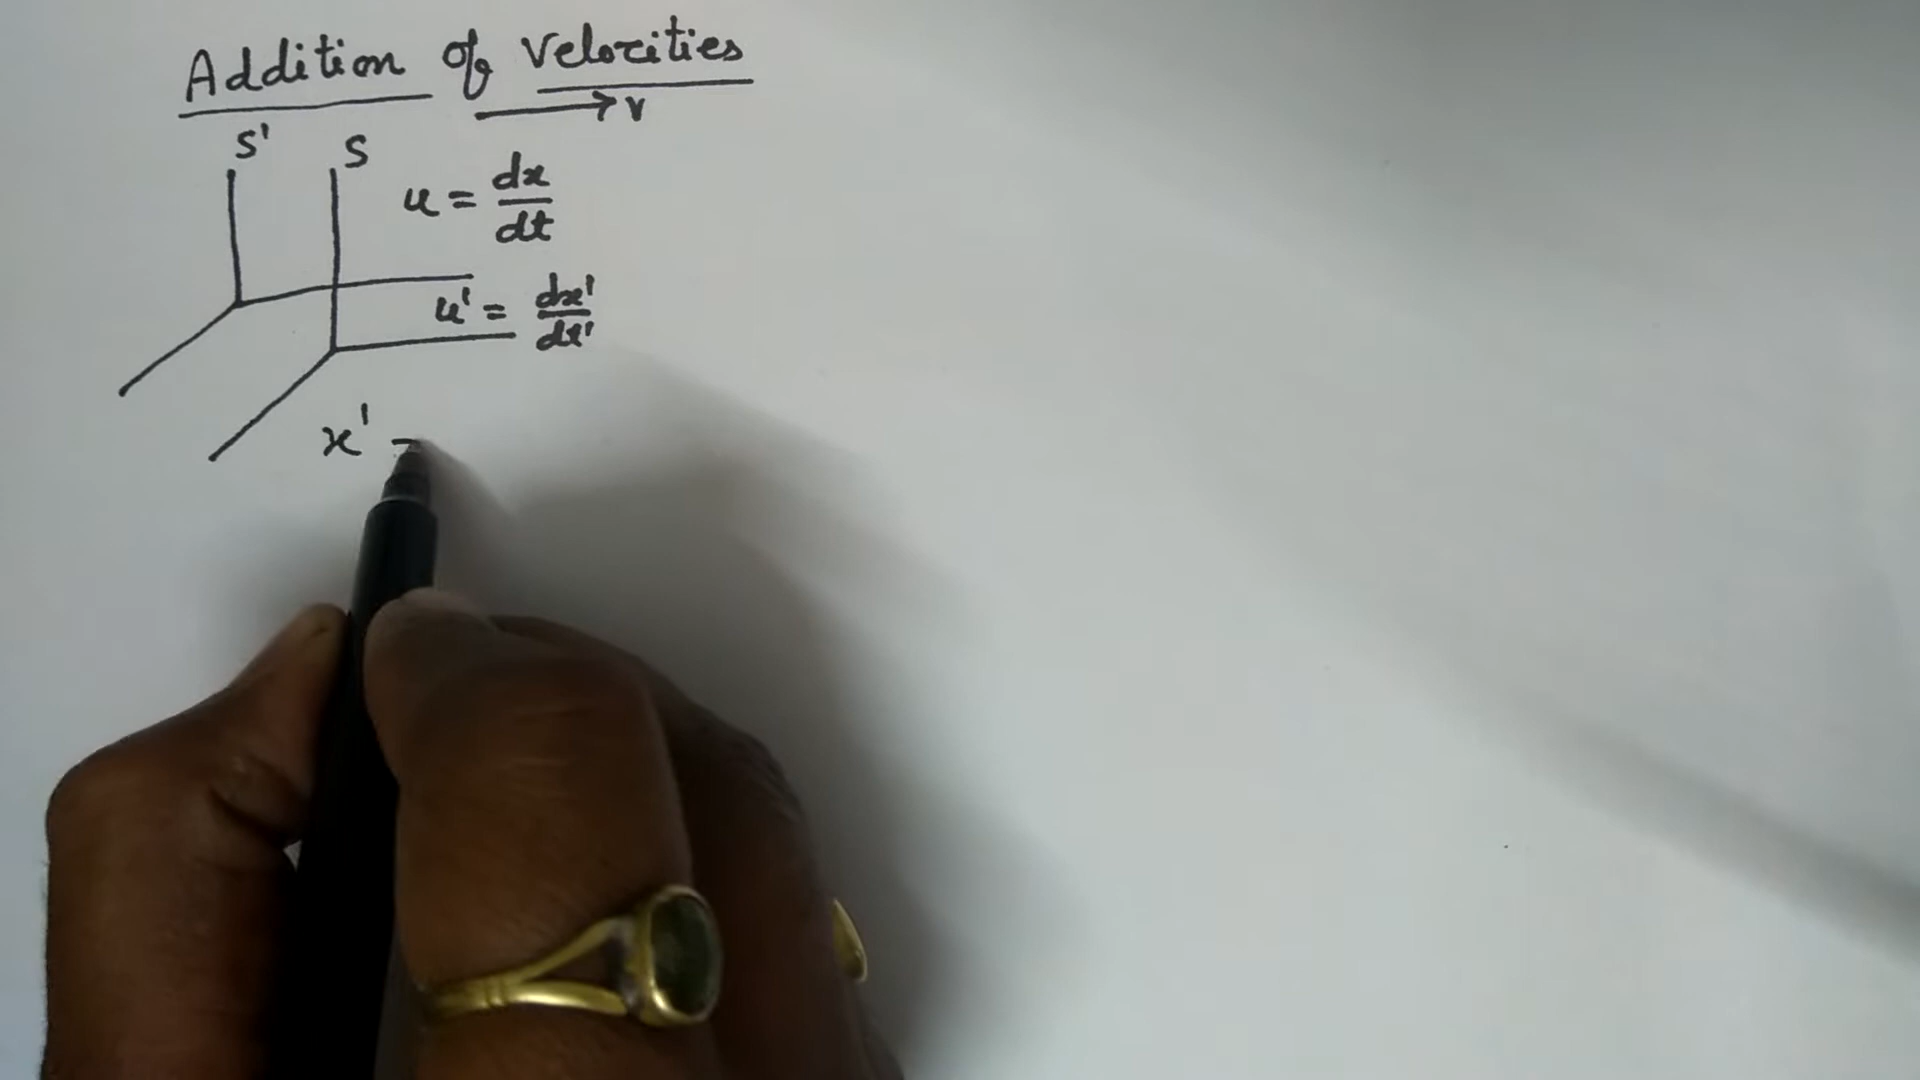 Addition of Velocities
→ v
S' S
u = dx/dt
u' = dx'/dt'
x' =